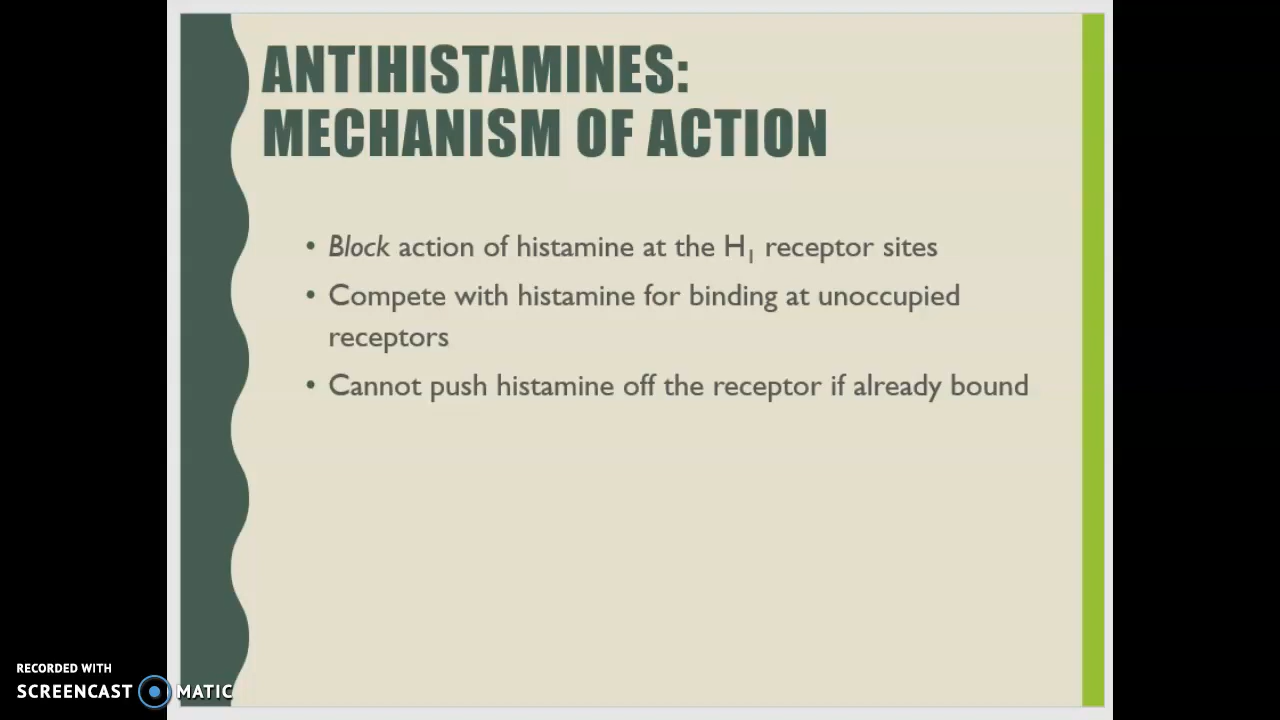 ANTIHISTAMINES:
MECHANISM OF ACTION
• Block action of histamine at the H₁ receptor sites
• Compete with histamine for binding at unoccupied
receptors
• Cannot push histamine off the receptor if already bound
RECORDED WITH
SCREENCAST MATIC